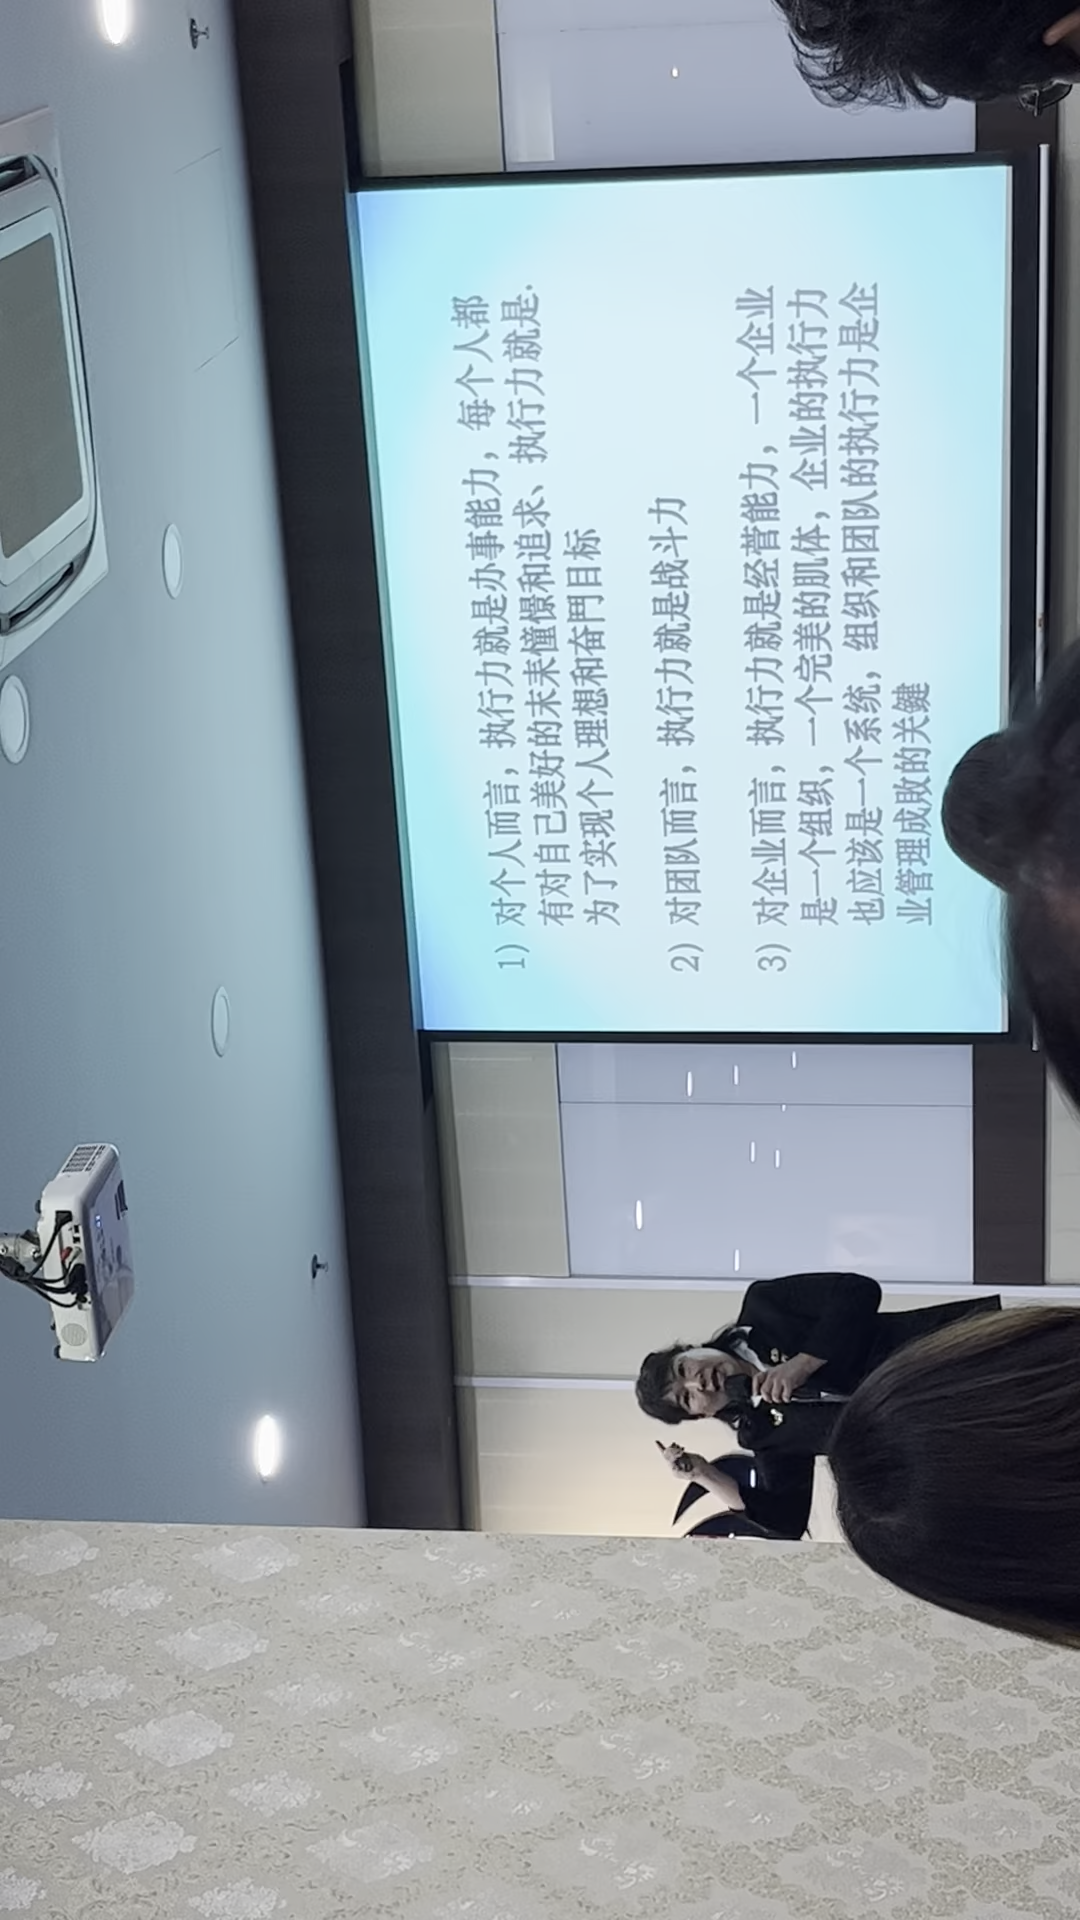 1）对个人而言，执行力就是办事能力，每个人都
有对自己美好的未来憧憬和追求、执行力就是.
为了实现个人理想和奋鬥目标
2）对团队而言，执行力就是战斗力
3）对企业而言，执行力就是经营能力，一个企业
是一个组织，一个完美的肌体，企业的执行力
也应该是一个系统，组织和团队的执行力是企
业管理成败的关鍵